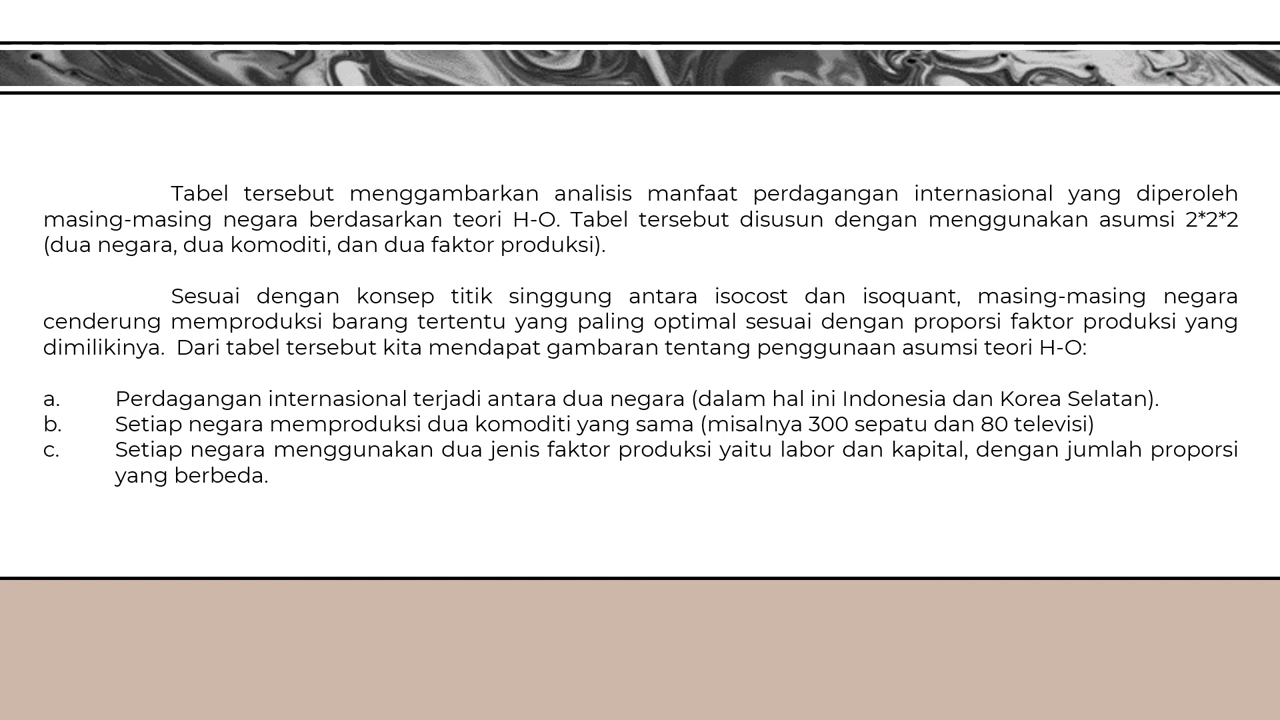 Tabel tersebut menggambarkan analisis manfaat perdagangan internasional yang diperoleh
masing-masing negara berdasarkan teori H-O. Tabel tersebut disusun dengan menggunakan asumsi 2*2*2
(dua negara, dua komoditi, dan dua faktor produksi).
Sesuai dengan konsep titik singgung antara isocost dan isoquant, masing-masing negara
cenderung memproduksi barang tertentu yang paling optimal sesuai dengan proporsi faktor produksi yang
dimilikinya.  Dari tabel tersebut kita mendapat gambaran tentang penggunaan asumsi teori H-O:
a. Perdagangan internasional terjadi antara dua negara (dalam hal ini Indonesia dan Korea Selatan).
b. Setiap negara memproduksi dua komoditi yang sama (misalnya 300 sepatu dan 80 televisi)
c. Setiap negara menggunakan dua jenis faktor produksi yaitu labor dan kapital, dengan jumlah proporsi
yang berbeda.